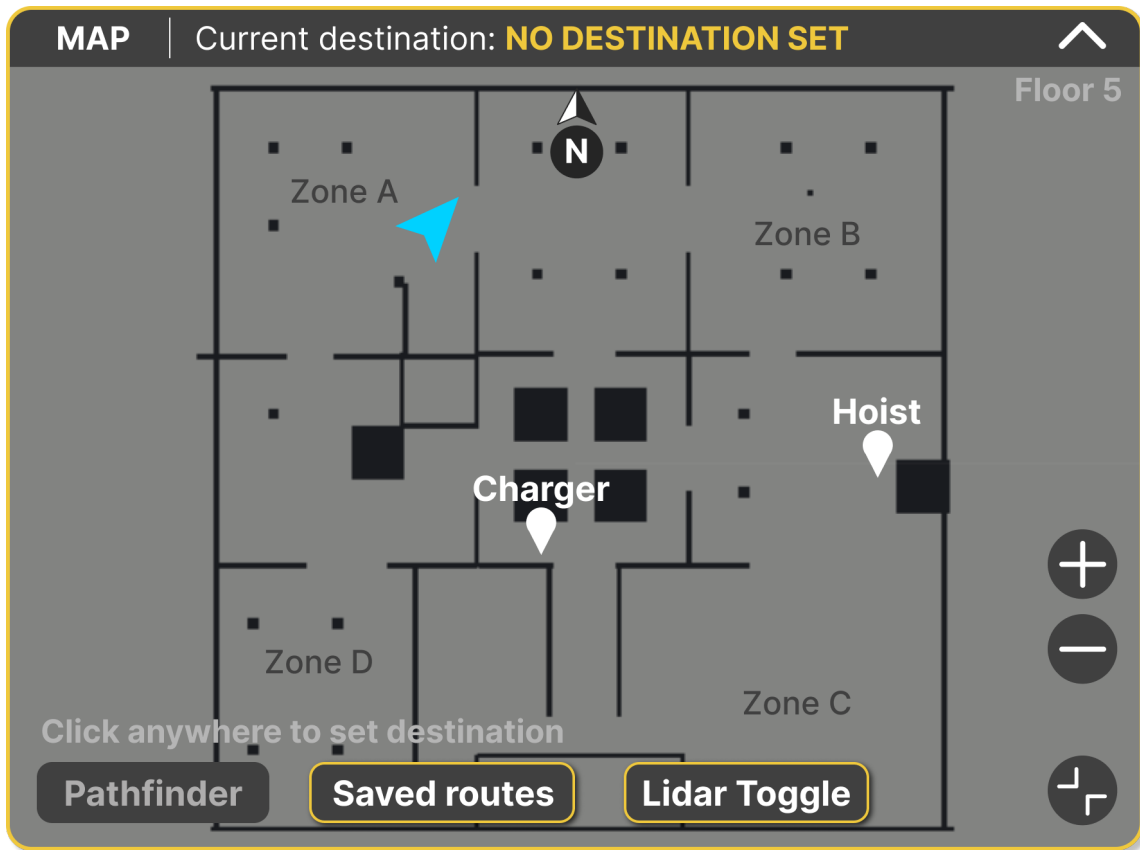 MAP
Current destination: NO DESTINATION SET
Floor 5
N
Zone A
Zone B
Hoist
Charger
Zone D
Zone C
Click anywhere to set destination
Pathfinder
Saved routes
Lidar Toggle